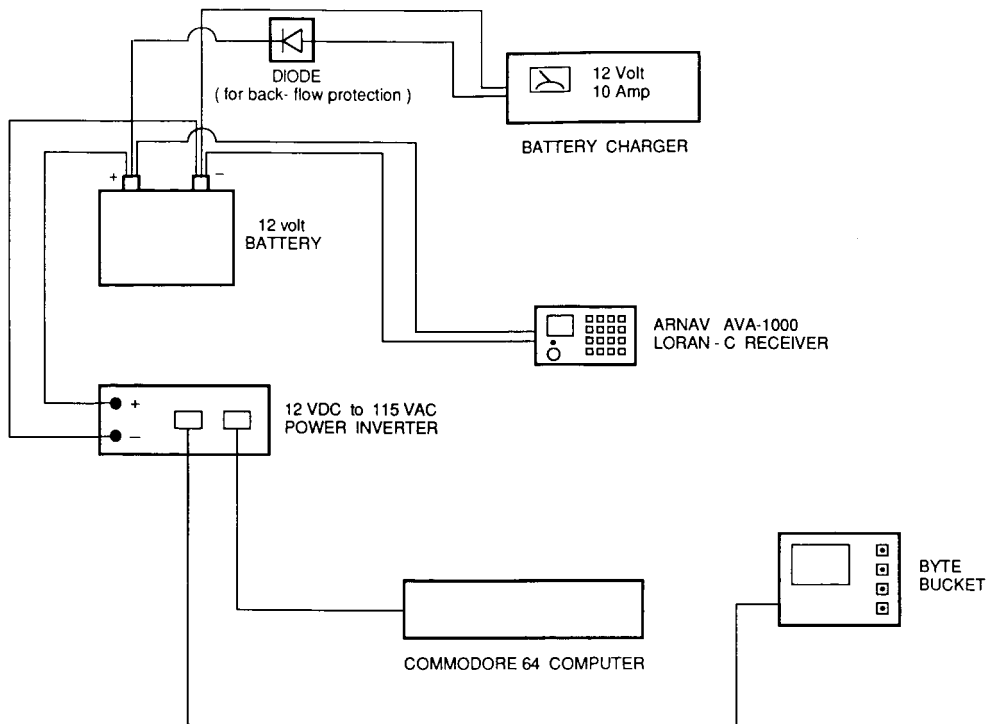 DIODE
( for back- flow protection )
12 Volt
10 Amp
BATTERY CHARGER
+
−
12 volt
BATTERY
ARNAV AVA-1000
LORAN - C RECEIVER
+
−
12 VDC to 115 VAC
POWER INVERTER
BYTE
BUCKET
COMMODORE 64 COMPUTER